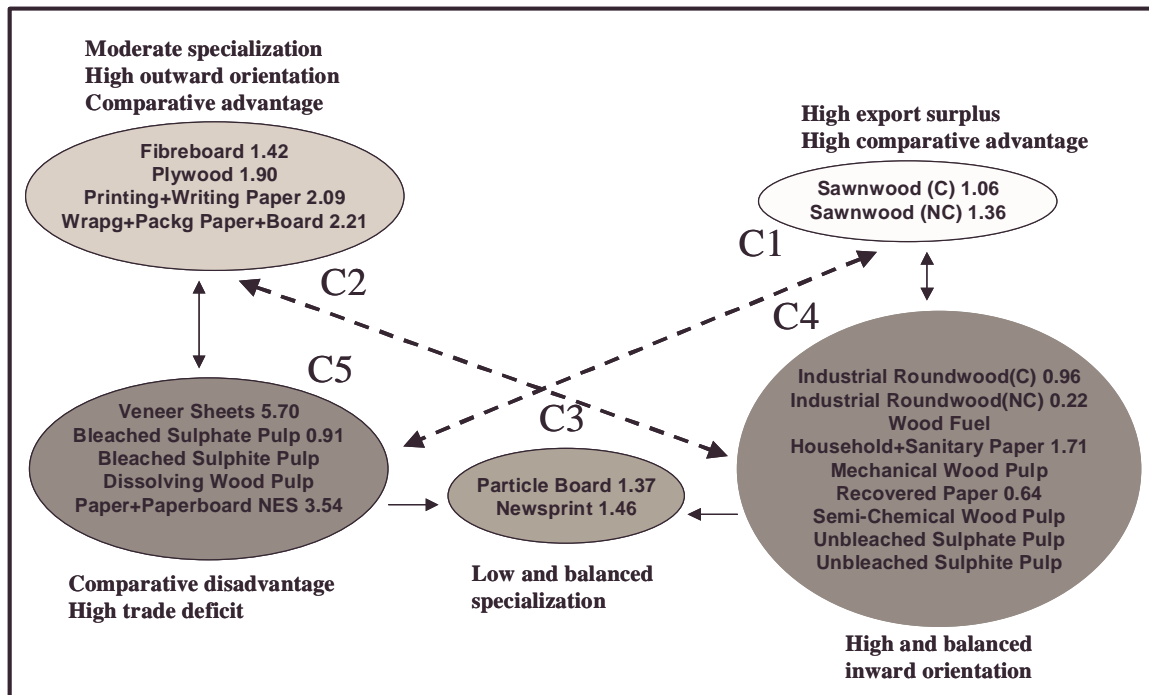 Moderate specialization
High outward orientation
Comparative advantage
Fibreboard 1.42
Plywood 1.90
Printing+Writing Paper 2.09
Wrapg+Packg Paper+Board 2.21
High export surplus
High comparative advantage
Sawnwood (C) 1.06
Sawnwood (NC) 1.36
C1
C2
C4
C5
C3
Veneer Sheets 5.70
Bleached Sulphate Pulp 0.91
Bleached Sulphite Pulp
Dissolving Wood Pulp
Paper+Paperboard NES 3.54
Comparative disadvantage
High trade deficit
Particle Board 1.37
Newsprint 1.46
Low and balanced
specialization
Industrial Roundwood(C) 0.96
Industrial Roundwood(NC) 0.22
Wood Fuel
Household+Sanitary Paper 1.71
Mechanical Wood Pulp
Recovered Paper 0.64
Semi-Chemical Wood Pulp
Unbleached Sulphate Pulp
Unbleached Sulphite Pulp
High and balanced
inward orientation